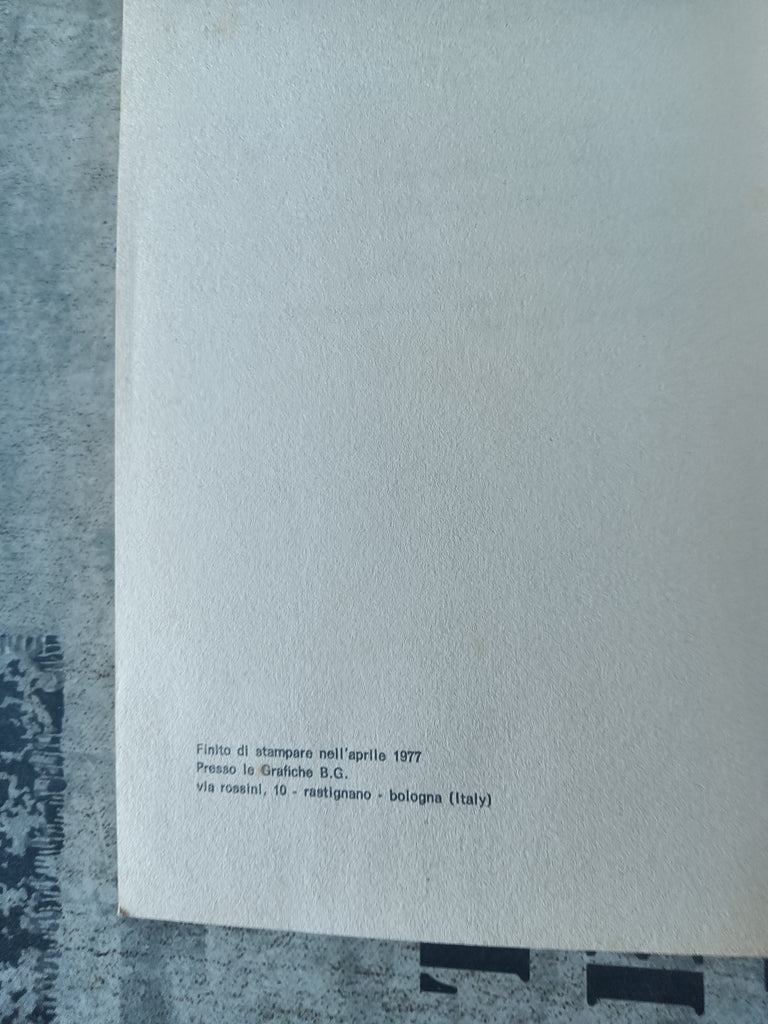 Finito di stampare nell'aprile 1977
Presso le Grafiche B.G.
via rossini, 10 - rastignano - bologna (Italy)